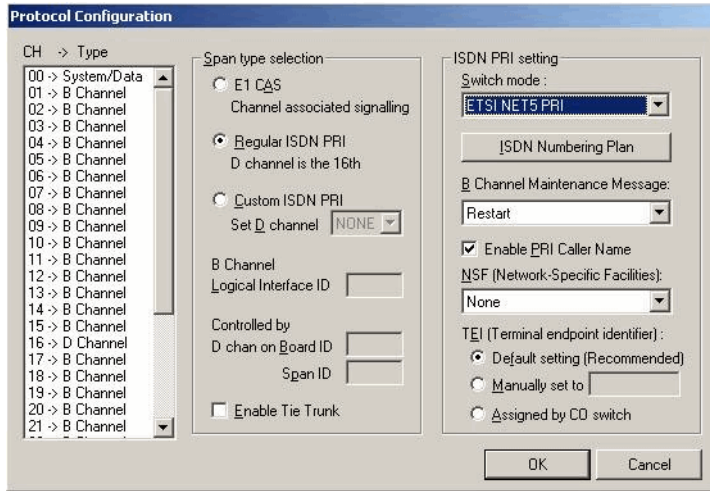 Protocol Configuration
CH -> Type
00 -> System/Data
01 -> B Channel
02 -> B Channel
03 -> B Channel
04 -> B Channel
05 -> B Channel
06 -> B Channel
07 -> B Channel
08 -> B Channel
09 -> B Channel
10 -> B Channel
11 -> B Channel
12 -> B Channel
13 -> B Channel
14 -> B Channel
15 -> B Channel
16 -> D Channel
17 -> B Channel
18 -> B Channel
19 -> B Channel
20 -> B Channel
21 -> B Channel
Span type selection
E1 CAS
Channel associated signalling
Regular ISDN PRI
D channel is the 16th
Custom ISDN PRI
Set D channel NONE
B Channel
Logical Interface ID
Controlled by
D chan on Board ID
Span ID
Enable Tie Trunk
ISDN PRI setting
Switch mode :
ETSI NET5 PRI
ISDN Numbering Plan
B Channel Maintenance Message:
Restart
Enable PRI Caller Name
NSF (Network-Specific Facilities):
None
TEI (Terminal endpoint identifier) :
Default setting (Recommended)
Manually set to
Assigned by CO switch
OK
Cancel